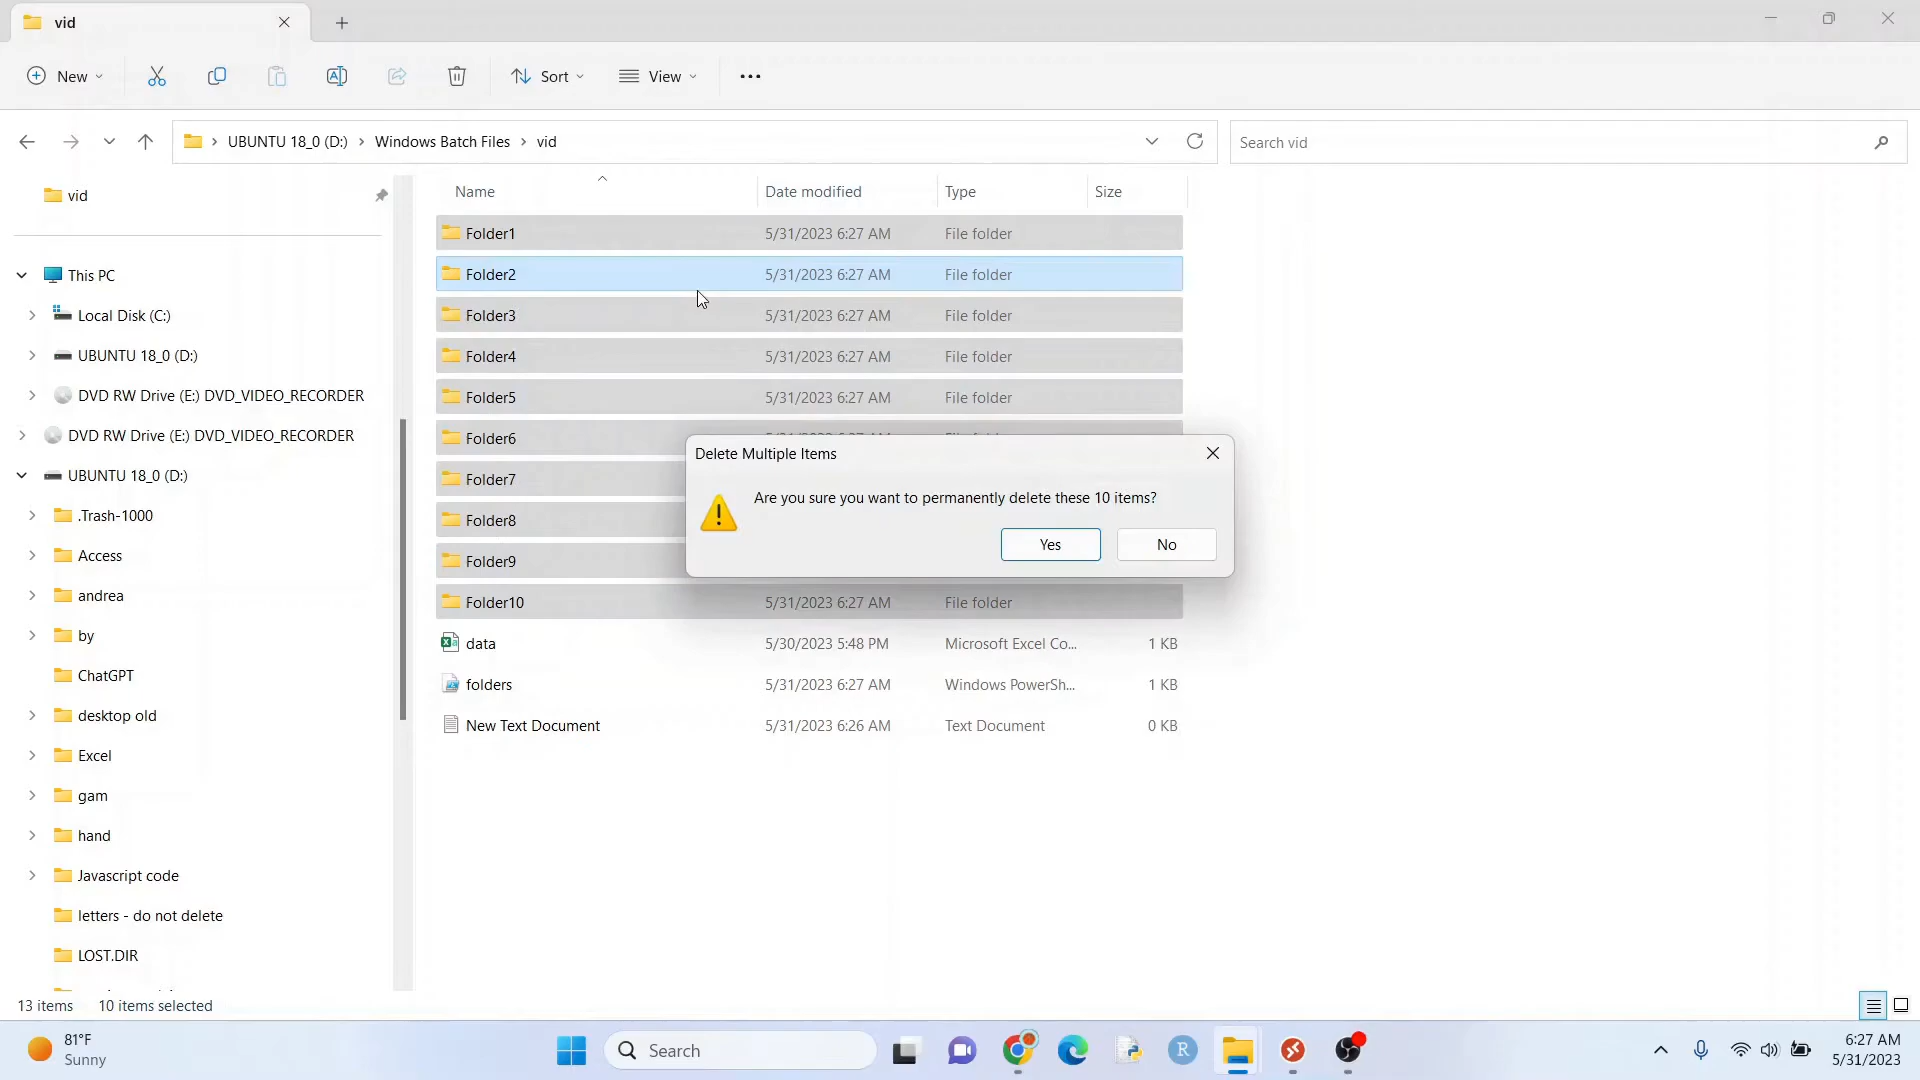 vid
New
Sort
View
UBUNTU 18_0 (D:) Windows Batch Files vid
Search vid
vid
This PC
Local Disk (C:)
UBUNTU 18_0 (D:)
DVD RW Drive (E:) DVD_VIDEO_RECORDER
DVD RW Drive (E:) DVD_VIDEO_RECORDER
UBUNTU 18_0 (D:)
.Trash-1000
Access
andrea
by
ChatGPT
desktop old
Excel
gam
hand
Javascript code
letters - do not delete
LOST.DIR
Name Date modified Type Size
Folder1 5/31/2023 6:27 AM File folder
Folder2 5/31/2023 6:27 AM File folder
Folder3 5/31/2023 6:27 AM File folder
Folder4 5/31/2023 6:27 AM File folder
Folder5 5/31/2023 6:27 AM File folder
Folder6
Folder7
Folder8
Folder9
Folder10 5/31/2023 6:27 AM File folder
data 5/30/2023 5:48 PM Microsoft Excel Co... 1 KB
folders 5/31/2023 6:27 AM Windows PowerSh... 1 KB
New Text Document 5/31/2023 6:26 AM Text Document 0 KB
Delete Multiple Items
Are you sure you want to permanently delete these 10 items?
Yes No
13 items 10 items selected
81°F
Sunny
Search
R
6:27 AM
5/31/2023